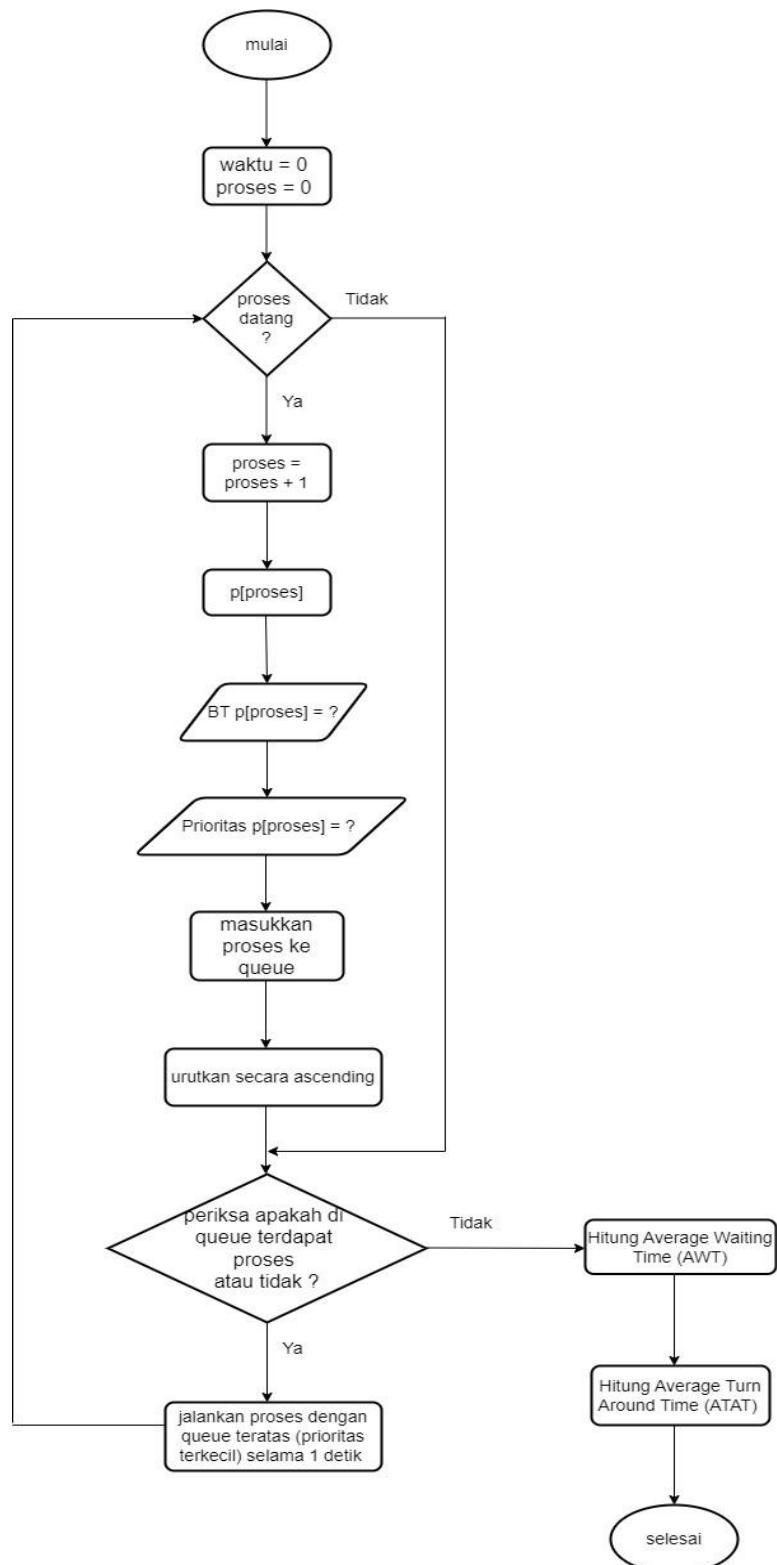 mulai
waktu = 0
proses = 0
proses
datang
?
Tidak
Ya
proses =
proses + 1
p[proses]
BT p[proses] = ?
Prioritas p[proses] = ?
masukkan
proses ke
queue
urutkan secara ascending
periksa apakah di
queue terdapat
proses
atau tidak ?
Tidak
Ya
jalankan proses dengan
queue teratas (prioritas
terkecil) selama 1 detik
Hitung Average Waiting
Time (AWT)
Hitung Average Turn
Around Time (ATAT)
selesai